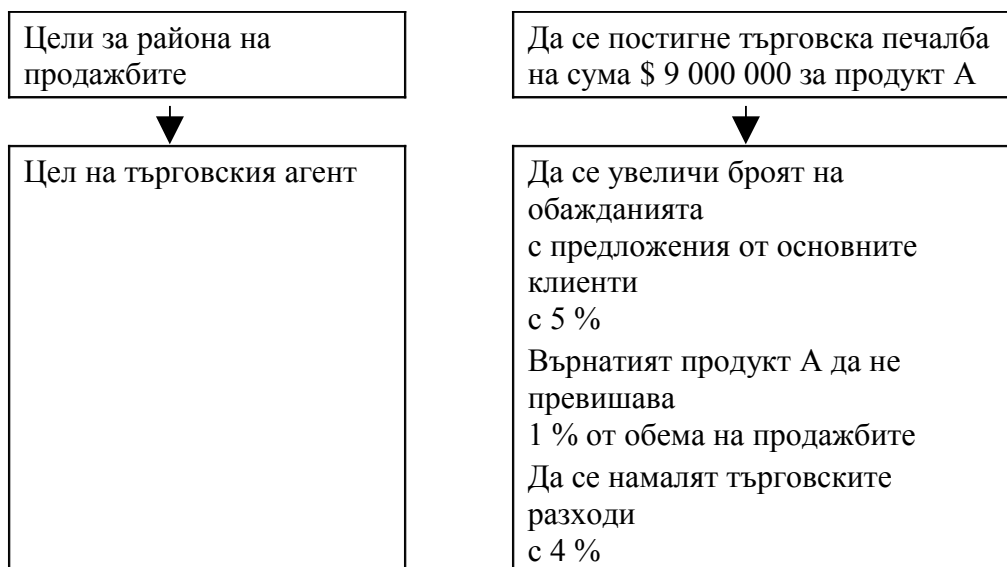 Цели за района на
продажбите
Да се постигне търговска печалба
на сума $ 9 000 000 за продукт А
Цел на търговския агент
Да се увеличи броят на
обажданията
с предложения от основните
клиенти
с 5 %
Върнатият продукт А да не
превишава
1 % от обема на продажбите
Да се намалят търговските
разходи
с 4 %